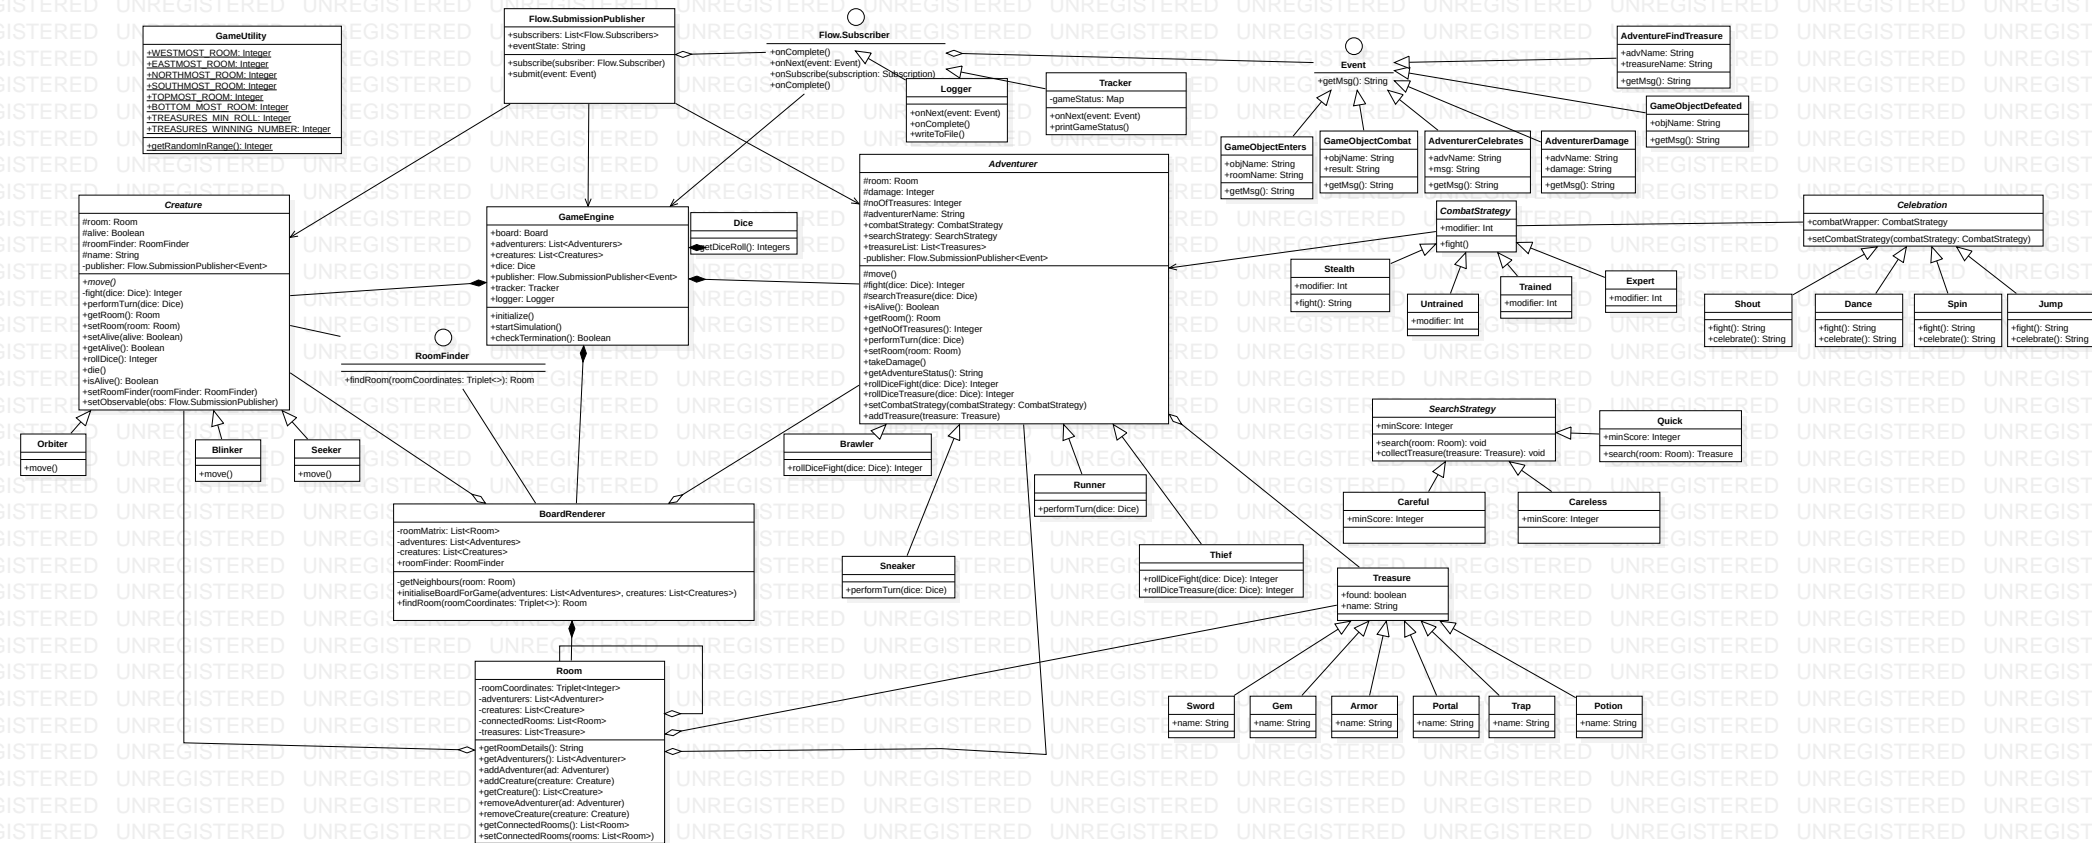 GameUtility
+WESTMOST_ROOM: Integer
+EASTMOST_ROOM: Integer
+NORTHMOST_ROOM: Integer
+SOUTHMOST_ROOM: Integer
+TOPMOST_ROOM: Integer
+BOTTOM_MOST_ROOM: Integer
+TREASURES_MIN_ROLL: Integer
+TREASURES_WINNING_NUMBER: Integer
+getRandomInRange(): Integer
Flow.SubmissionPublisher
+subscribers: List<Flow.Subscribers>
+eventState: String
+subscribe(subsriber: Flow.Subscriber)
+submit(event: Event)
Flow.Subscriber
+onComplete()
+onNext(event: Event)
+onSubscribe(subscription: Subscription)
+onComplete()
Logger
+onNext(event: Event)
+onComplete()
+writeToFile()
Tracker
-gameStatus: Map
+onNext(event: Event)
+printGameStatus()
Event
+getMsg(): String
AdventureFindTreasure
+advName: String
+treasureName: String
+getMsg(): String
GameObjectDefeated
+objName: String
+getMsg(): String
GameObjectEnters
+objName: String
+roomName: String
+getMsg(): String
GameObjectCombat
+objName: String
+result: String
+getMsg(): String
AdventurerCelebrates
+advName: String
+msg: String
+getMsg(): String
AdventurerDamage
+advName: String
+damage: String
+getMsg(): String
Creature
#room: Room
#alive: Boolean
#roomFinder: RoomFinder
#name: String
-publisher: Flow.SubmissionPublisher<Event>
+move()
-fight(dice: Dice): Integer
+performTurn(dice: Dice)
+getRoom(): Room
+setRoom(room: Room)
+setAlive(alive: Boolean)
+getAlive(): Boolean
+rollDice(): Integer
+die()
+isAlive(): Boolean
+setRoomFinder(roomFinder: RoomFinder)
+setObservable(obs: Flow.SubmissionPublisher)
Orbiter
+move()
Blinker
+move()
Seeker
+move()
RoomFinder
+findRoom(roomCoordinates: Triplet<>): Room
GameEngine
+board: Board
+adventurers: List<Adventurers>
+creatures: List<Creatures>
+dice: Dice
+publisher: Flow.SubmissionPublisher<Event>
+tracker: Tracker
+logger: Logger
+initialize()
+startSimulation()
+checkTermination(): Boolean
Dice
getDiceRoll(): Integers
Adventurer
#room: Room
#damage: Integer
#noOfTreasures: Integer
#adventurerName: String
+combatStrategy: CombatStrategy
+searchStrategy: SearchStrategy
+treasureList: List<Treasures>
-publisher: Flow.SubmissionPublisher<Event>
#move()
#fight(dice: Dice): Integer
#searchTreasure(dice: Dice)
+isAlive(): Boolean
+getRoom(): Room
+getNoOfTreasures(): Integer
+performTurn(dice: Dice)
+setRoom(room: Room)
+takeDamage()
+getAdventureStatus(): String
+rollDiceFight(dice: Dice): Integer
+rollDiceTreasure(dice: Dice): Integer
+setCombatStrategy(combatStrategy: CombatStrategy)
+addTreasure(treasure: Treasure)
Brawler
+rollDiceFight(dice: Dice): Integer
Sneaker
+performTurn(dice: Dice)
Runner
+performTurn(dice: Dice)
Thief
+rollDiceFight(dice: Dice): Integer
+rollDiceTreasure(dice: Dice): Integer
CombatStrategy
+modifier: Int
+fight()
Stealth
+modifier: Int
+fight(): String
Untrained
+modifier: Int
Trained
+modifier: Int
Expert
+modifier: Int
Celebration
+combatWrapper: CombatStrategy
+setCombatStrategy(combatStrategy: CombatStrategy)
Shout
+fight(): String
+celebrate(): String
Dance
+fight(): String
+celebrate(): String
Spin
+fight(): String
+celebrate(): String
Jump
+fight(): String
+celebrate(): String
SearchStrategy
+minScore: Integer
+search(room: Room): void
+collectTreasure(treasure: Treasure): void
Quick
+minScore: Integer
+search(room: Room): Treasure
Careful
+minScore: Integer
Careless
+minScore: Integer
BoardRenderer
-roomMatrix: List<Room>
-adventures: List<Adventures>
-creatures: List<Creatures>
+roomFinder: RoomFinder
-getNeighbours(room: Room)
+initialiseBoardForGame(adventures: List<Adventures>, creatures: List<Creatures>)
+findRoom(roomCoordinates: Triplet<>): Room
Treasure
+found: boolean
+name: String
Sword
+name: String
Gem
+name: String
Armor
+name: String
Portal
+name: String
Trap
+name: String
Potion
+name: String
Room
-roomCoordinates: Triplet<Integer>
-adventurers: List<Adventurer>
-creatures: List<Creature>
-connectedRooms: List<Room>
-treasures: List<Treasure>
+getRoomDetails(): String
+getAdventurers(): List<Adventurer>
+addAdventurer(ad: Adventurer)
+addCreature(creature: Creature)
+getCreature(): List<Creature>
+removeAdventurer(ad: Adventurer)
+removeCreature(creature: Creature)
+getConnectedRooms(): List<Room>
+setConnectedRooms(rooms: List<Room>)